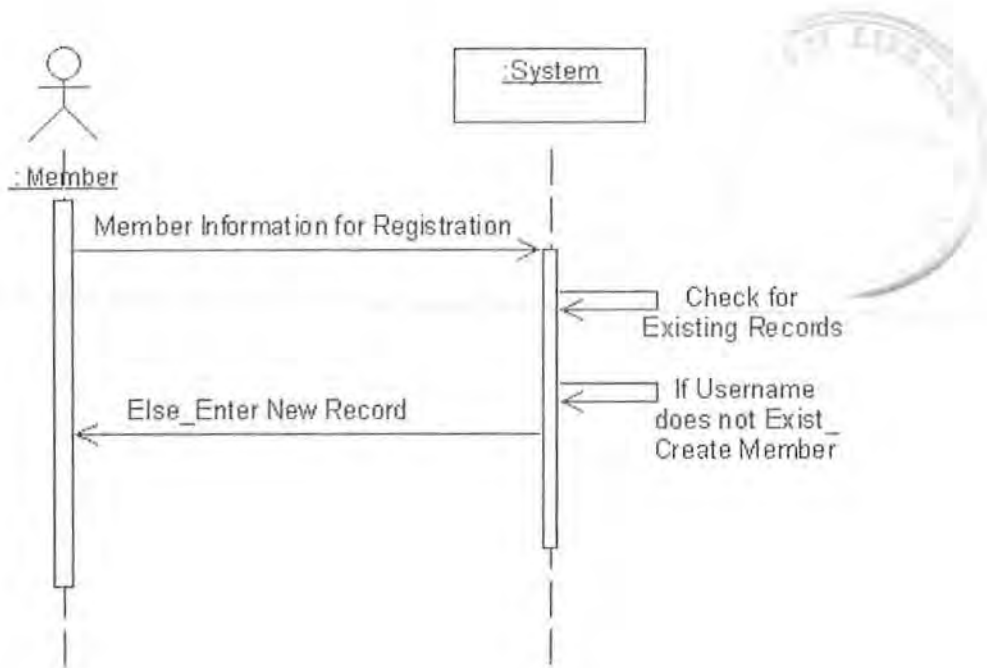 :System
: Member
Member Information for Registration
Check for
Existing Records
If Username
does not Exist_
Create Member
Else_Enter New Record